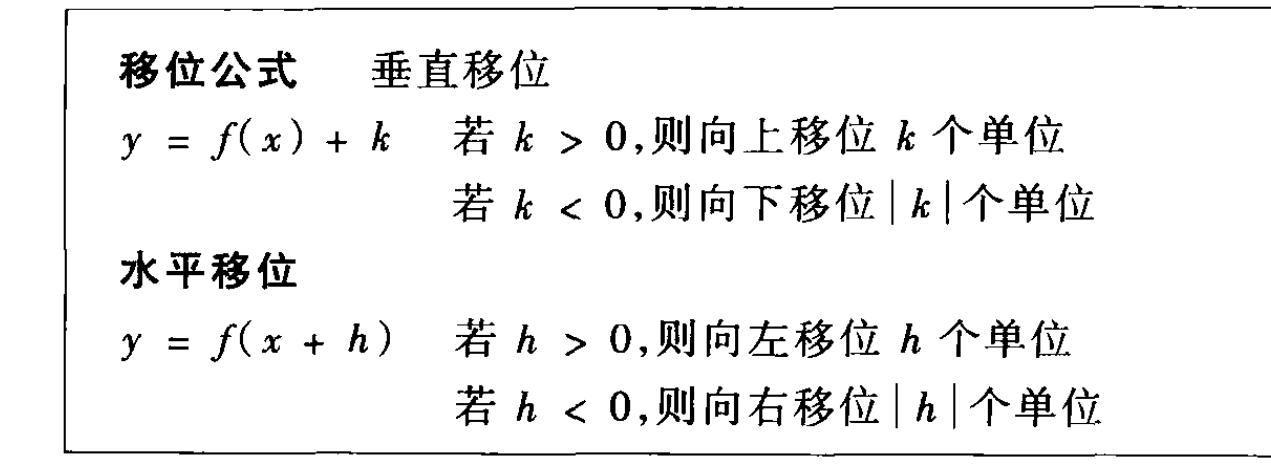 移位公式 垂直移位
y = f(x) + k 若 k > 0,则向上移位 k 个单位
若 k < 0,则向下移位|k|个单位
水平移位
y = f(x + h) 若 h > 0,则向左移位 h 个单位
若 h < 0,则向右移位|h|个单位